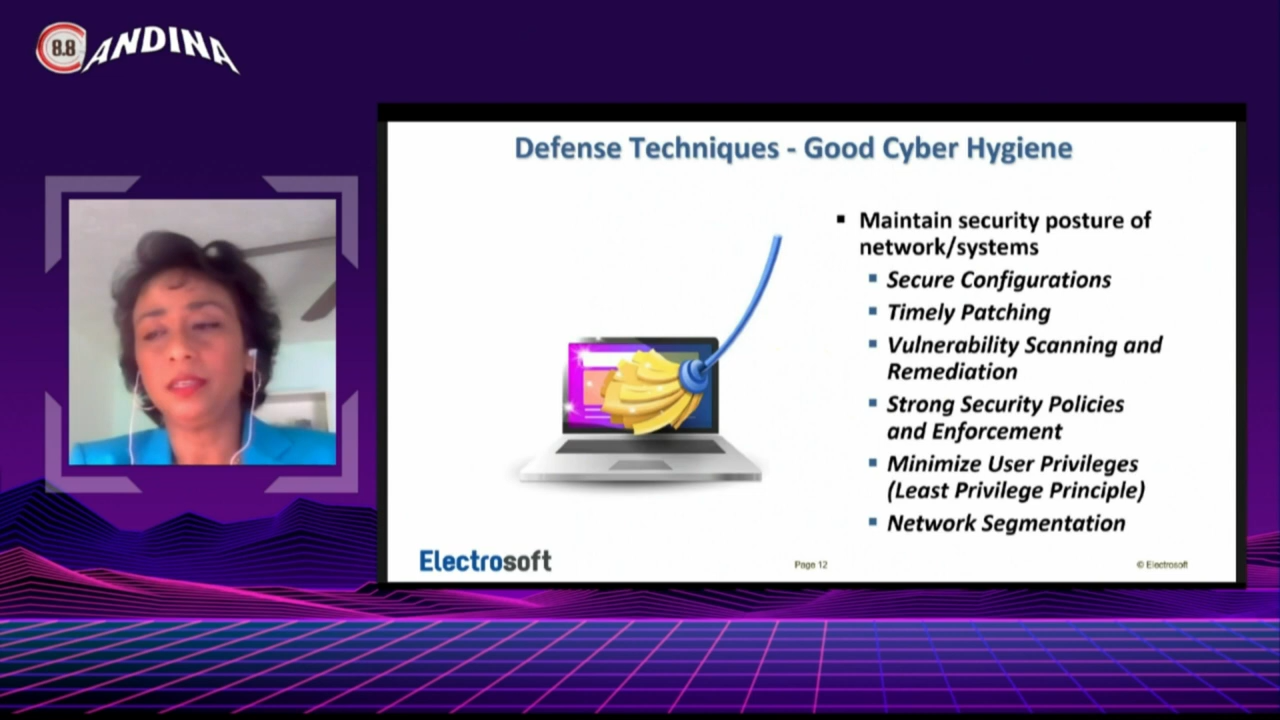 8.8 ANDINA
Defense Techniques - Good Cyber Hygiene
▪ Maintain security posture of
network/systems
▪ Secure Configurations
▪ Timely Patching
▪ Vulnerability Scanning and
Remediation
▪ Strong Security Policies
and Enforcement
▪ Minimize User Privileges
(Least Privilege Principle)
▪ Network Segmentation
Electrosoft
Page 12
© Electrosoft